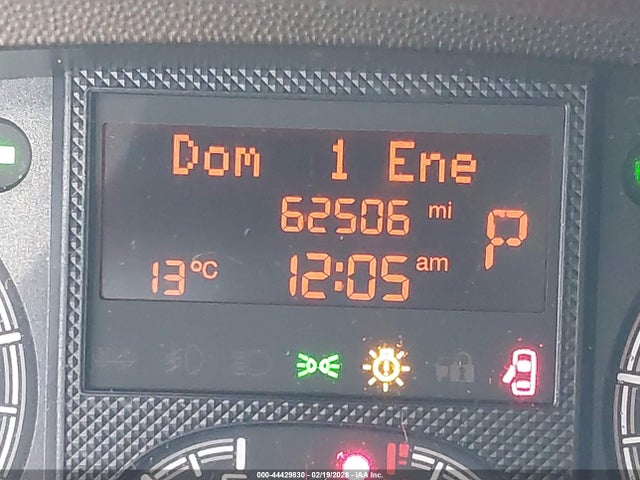 Dom 1 Ene
62506 mi
P
13°C 12:05 am
000-44429830 - 02/19/2026 - IAA Inc.